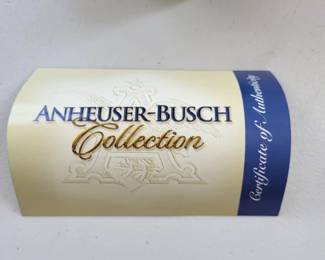 ANHEUSER-BUSCH
Collection
Certificate of Authenticity